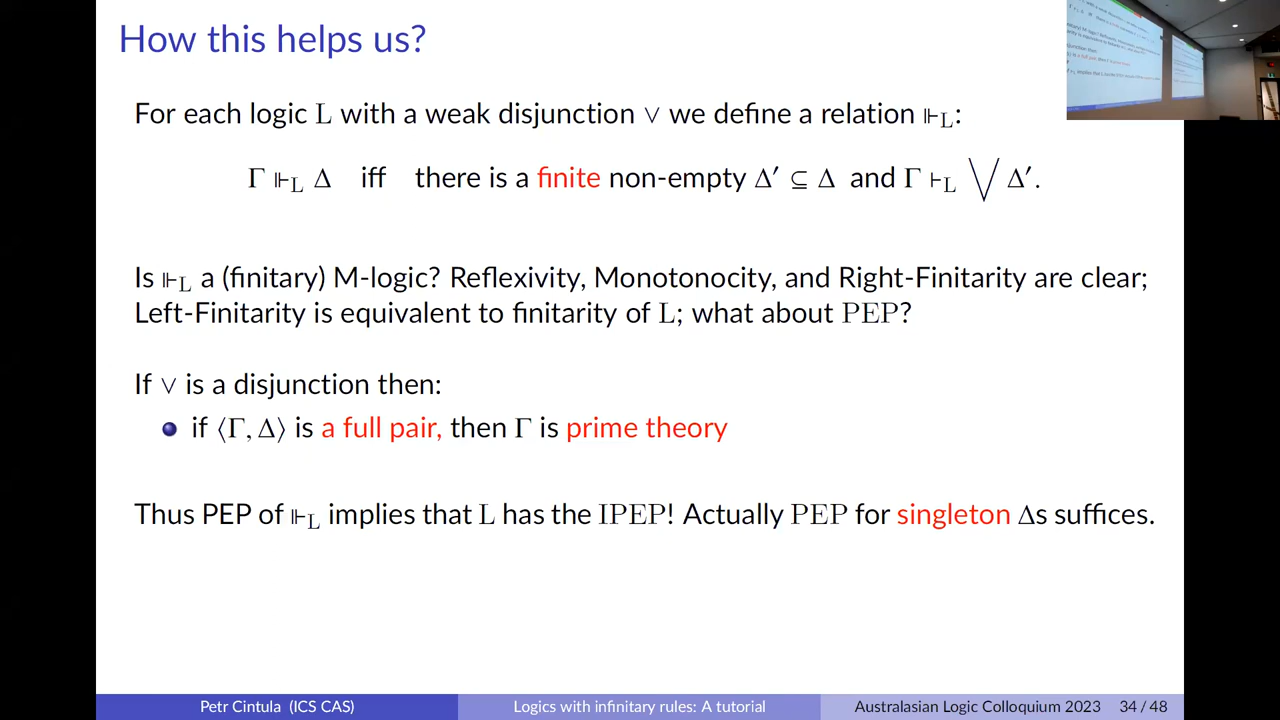 How this helps us?
For each logic L with a weak disjunction ∨ we define a relation ⊩L:
Γ ⊩L Δ iff there is a finite non-empty Δ′ ⊆ Δ and Γ ⊢L ⋁ Δ′.
Is ⊩L a (finitary) M-logic? Reflexivity, Monotonocity, and Right-Finitarity are clear;
Left-Finitarity is equivalent to finitarity of L; what about PEP?
If ∨ is a disjunction then:
if ⟨Γ, Δ⟩ is a full pair, then Γ is prime theory
Thus PEP of ⊩L implies that L has the IPEP! Actually PEP for singleton Δs suffices.
Petr Cintula (ICS CAS) Logics with infinitary rules: A tutorial Australasian Logic Colloquium 2023 34 / 48